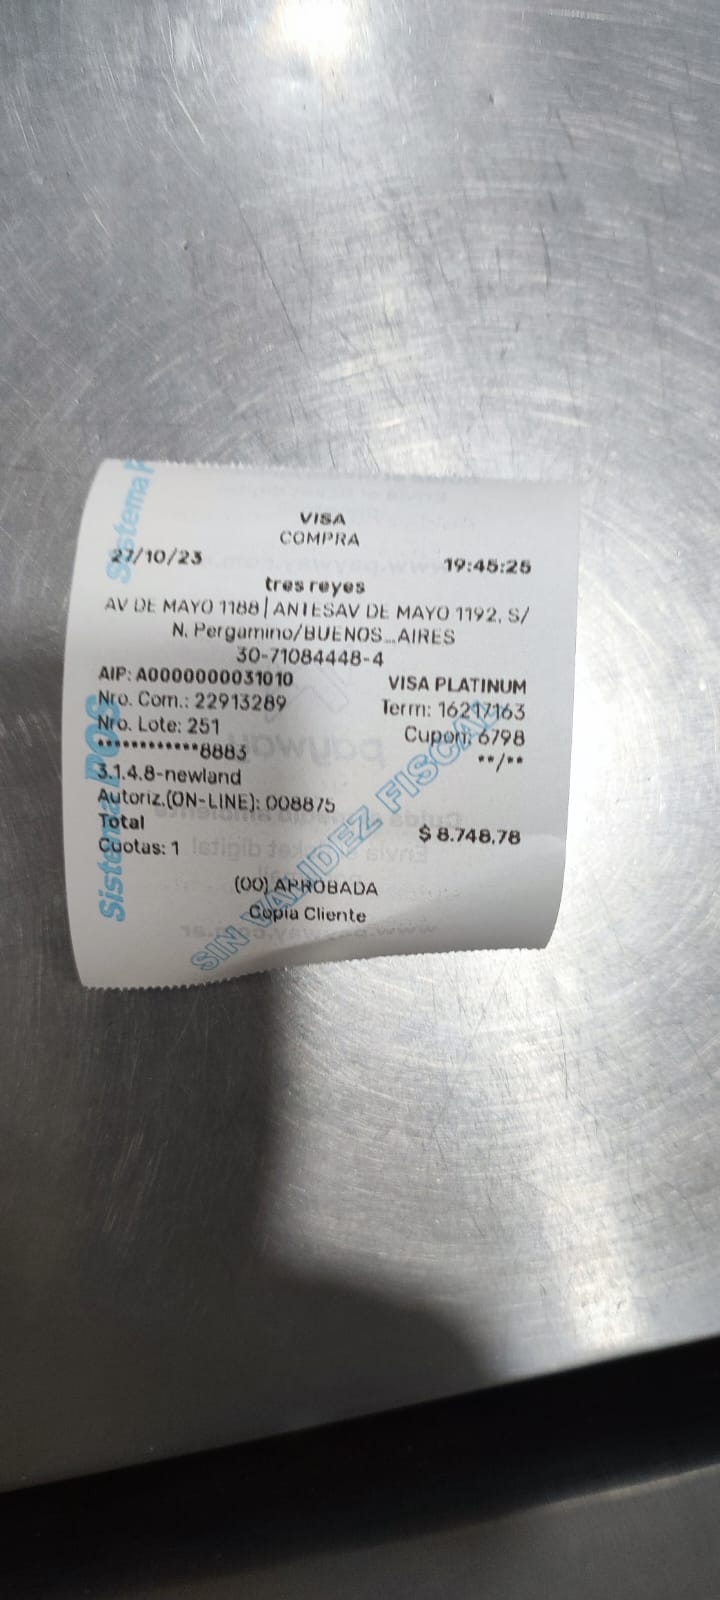 VISA
COMPRA
27/10/23 19:45:25
tres reyes
AV DE MAYO 1188|ANTESAV DE MAYO 1192, S/
N. Pergamino/BUENOS_AIRES
30-71084448-4
AIP: A0000000031010 VISA PLATINUM
Nro. Com.: 22913289 Term: 16217163
Nro. Lote: 251 Cupon: 6798
************8883 **/**
3.1.4.8-newland
Autoriz.(ON-LINE): 008875
Total $ 8.748,78
Cuotas: 1
(00) APROBADA
Copia Cliente
Sistema POS
SIN VALIDEZ FISCAL